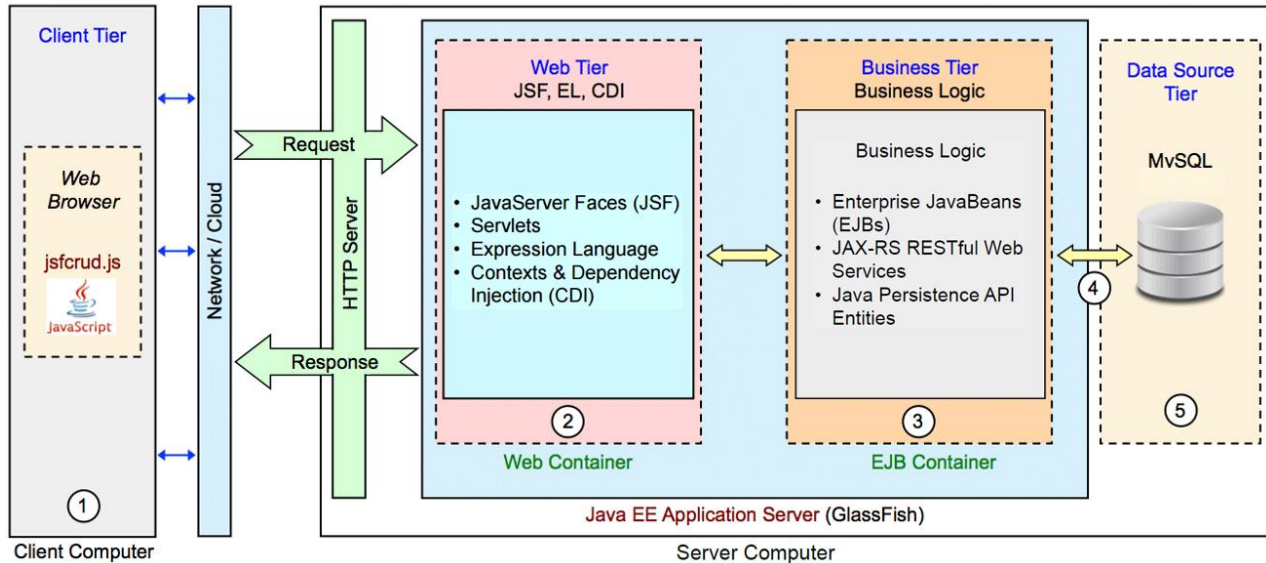 Client Tier
Web
Browser
jsfcrud.js
Java
JavaScript
1
Client Computer
Network / Cloud
HTTP Server
Request
Response
Web Tier
JSF, EL, CDI
• JavaServer Faces (JSF)
• Servlets
• Expression Language
• Contexts & Dependency
Injection (CDI)
2
Web Container
Business Tier
Business Logic
Business Logic
• Enterprise JavaBeans
(EJBs)
• JAX-RS RESTful Web
Services
• Java Persistence API
Entities
3
EJB Container
Java EE Application Server (GlassFish)
4
Data Source
Tier
MvSQL
5
Server Computer